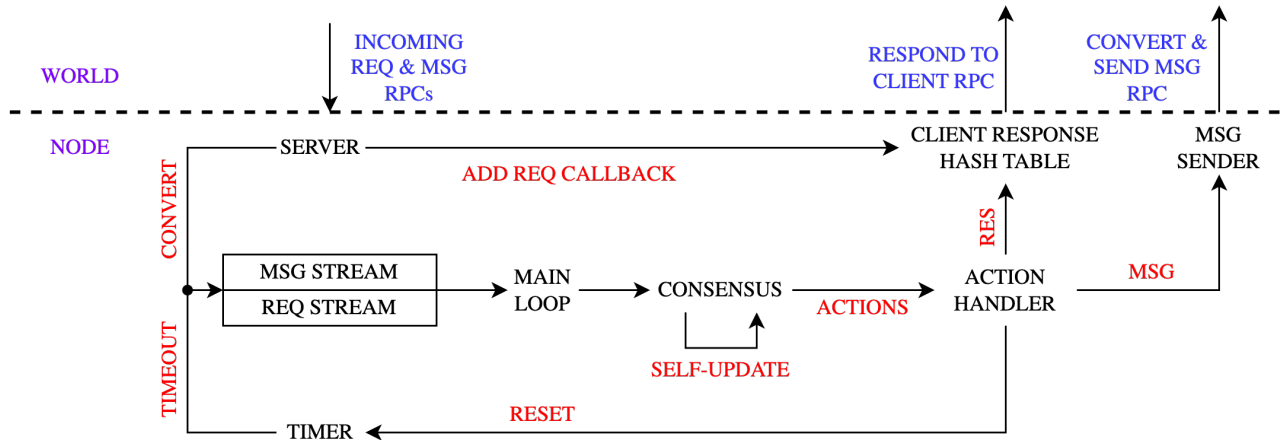 INCOMING
REQ & MSG
RPCs
RESPOND TO
CLIENT RPC
CONVERT &
SEND MSG
RPC
WORLD
NODE
SERVER
ADD REQ CALLBACK
CLIENT RESPONSE
HASH TABLE
MSG
SENDER
CONVERT
RES
MSG STREAM
REQ STREAM
MAIN
LOOP
CONSENSUS
SELF-UPDATE
ACTIONS
ACTION
HANDLER
MSG
TIMEOUT
RESET
TIMER